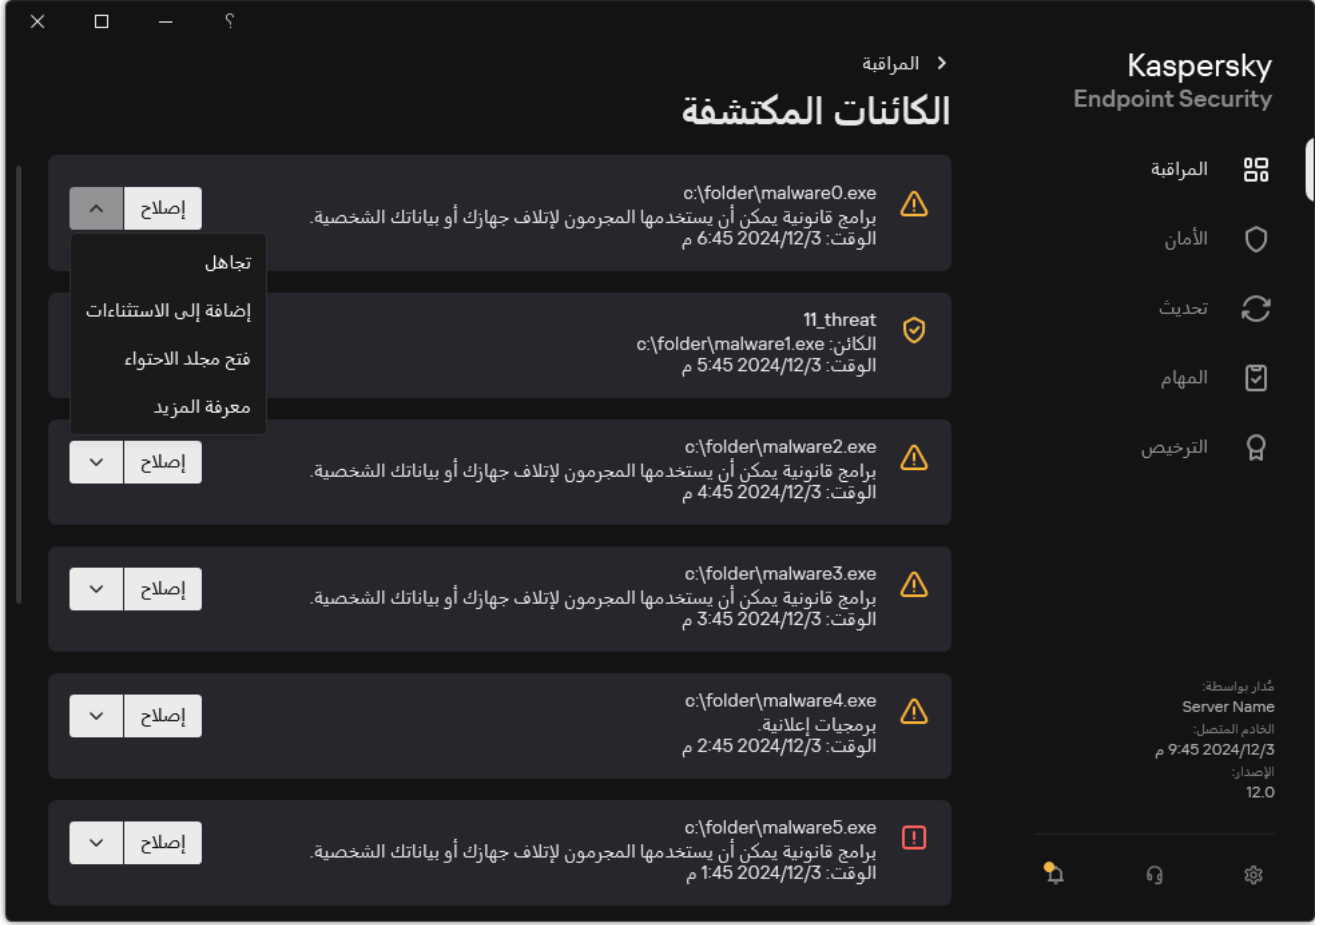 ؟
Kaspersky
Endpoint Security
المراقبة
الأمان
تحديث
المهام
الترخيص
مُدار بواسطة:
Server Name
الخادم المتصل:
2024/12/3 9:45 م
الإصدار:
12.0
المراقبة
الكائنات المكتشفة
c:\folder\malware0.exe
برامج قانونية يمكن أن يستخدمها المجرمون لإتلاف جهازك أو بياناتك الشخصية.
الوقت: 2024/12/3 6:45 م
إصلاح
تجاهل
إضافة إلى الاستثناءات
فتح مجلد الاحتواء
معرفة المزيد
11_threat
الكائن: c:\folder\malware1.exe
الوقت: 2024/12/3 5:45 م
c:\folder\malware2.exe
برامج قانونية يمكن أن يستخدمها المجرمون لإتلاف جهازك أو بياناتك الشخصية.
الوقت: 2024/12/3 4:45 م
إصلاح
c:\folder\malware3.exe
برامج قانونية يمكن أن يستخدمها المجرمون لإتلاف جهازك أو بياناتك الشخصية.
الوقت: 2024/12/3 3:45 م
إصلاح
c:\folder\malware4.exe
برمجيات إعلانية.
الوقت: 2024/12/3 2:45 م
إصلاح
c:\folder\malware5.exe
برامج قانونية يمكن أن يستخدمها المجرمون لإتلاف جهازك أو بياناتك الشخصية.
الوقت: 2024/12/3 1:45 م
إصلاح